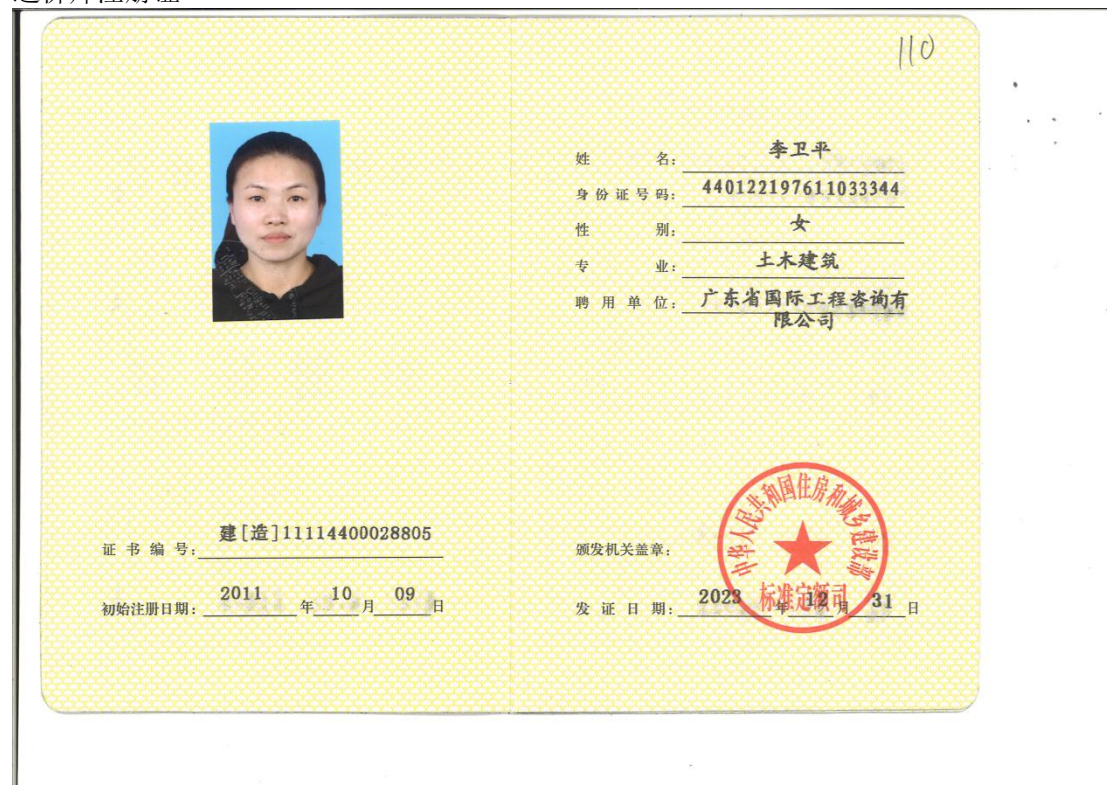 110
姓名：李卫平
身份证号码：440122197611033344
性别：女
专业：土木建筑
聘用单位：广东省国际工程咨询有
限公司
证书编号：建[造]11114400028805
初始注册日期：2011年10月09日
颁发机关盖章：
中华人民共和国住房和城乡建设部
标准定额司
发证日期：2023年12月31日